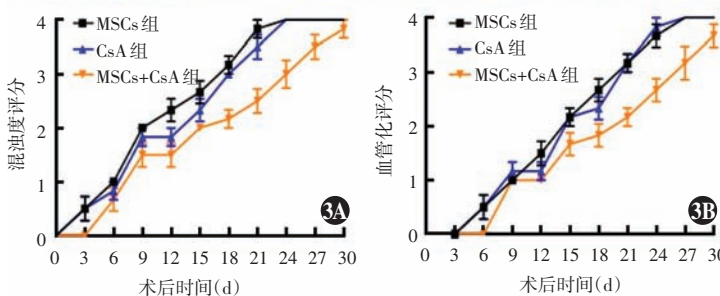 4
3
2
1
0
混浊度评分
MSCs组
CsA组
MSCs+CsA组
3A
0 3 6 9 12 15 18 21 24 27 30
术后时间(d)
4
3
2
1
0
血管化评分
MSCs组
CsA组
MSCs+CsA组
3B
0 3 6 9 12 15 18 21 24 27 30
术后时间(d)